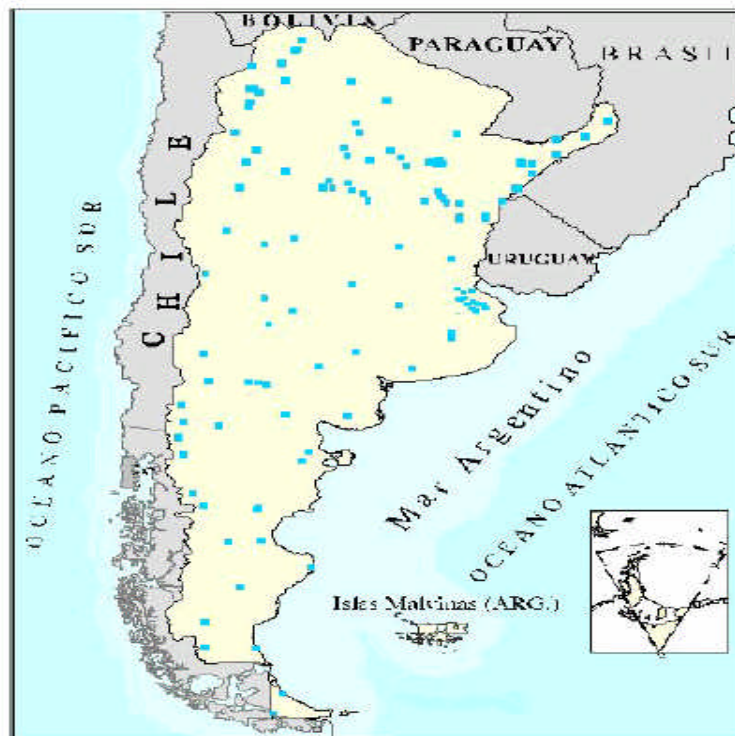 BOLIVIA
PARAGUAY
BRASIL
CHILE
URUGUAY
OCEANO PACIFICO SUR
Mar Argentino
OCEANO ATLANTICO SUR
Islas Malvinas (ARG.)